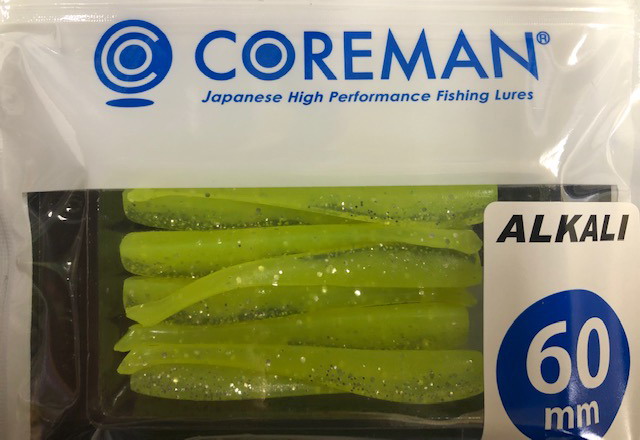 COREMAN®
Japanese High Performance Fishing Lures
ALKALI
60
mm